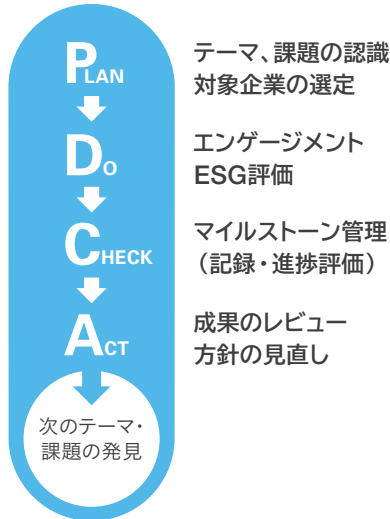 PLAN
テーマ、課題の認識
対象企業の選定
DO
エンゲージメント
ESG評価
CHECK
マイルストーン管理
（記録・進捗評価）
ACT
成果のレビュー
方針の見直し
次のテーマ・
課題の発見